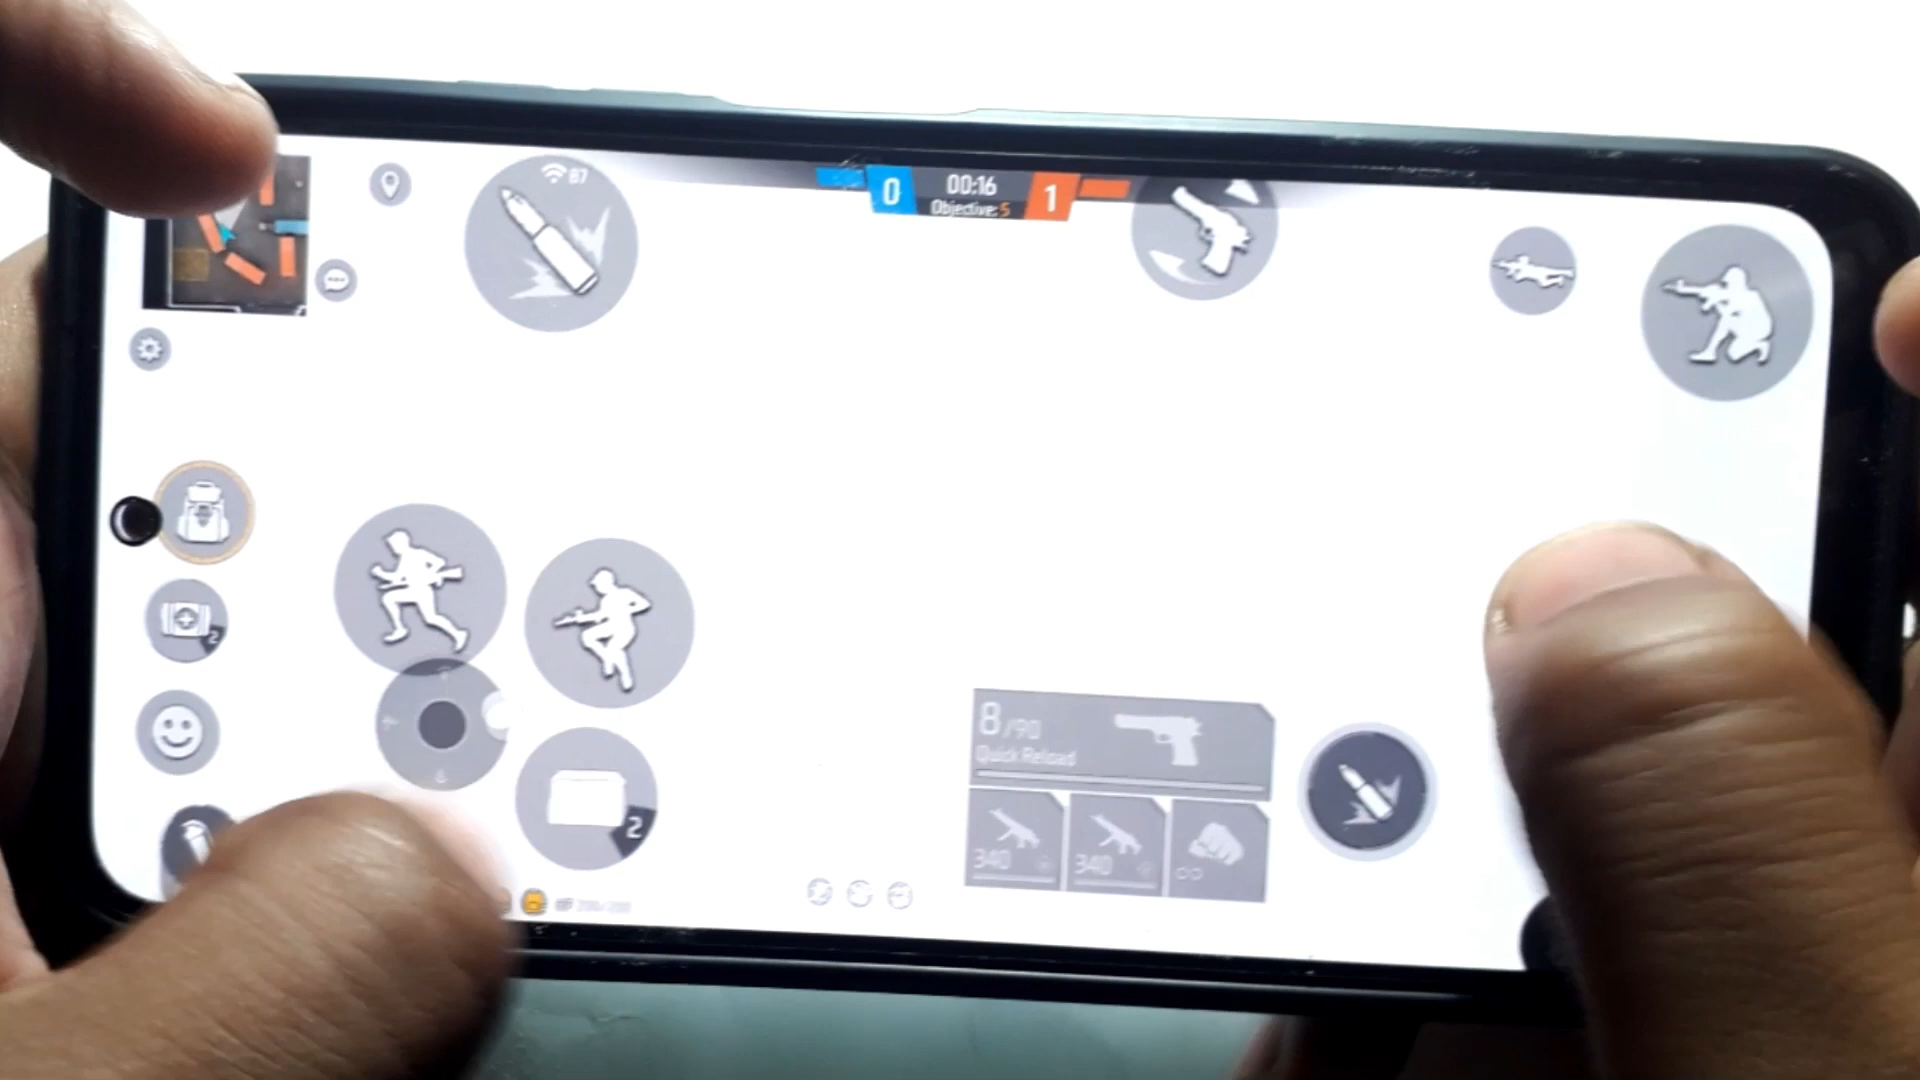 87
0 00:16 1
Objective: 5
2
8/90
Quick Reload
2
340 340